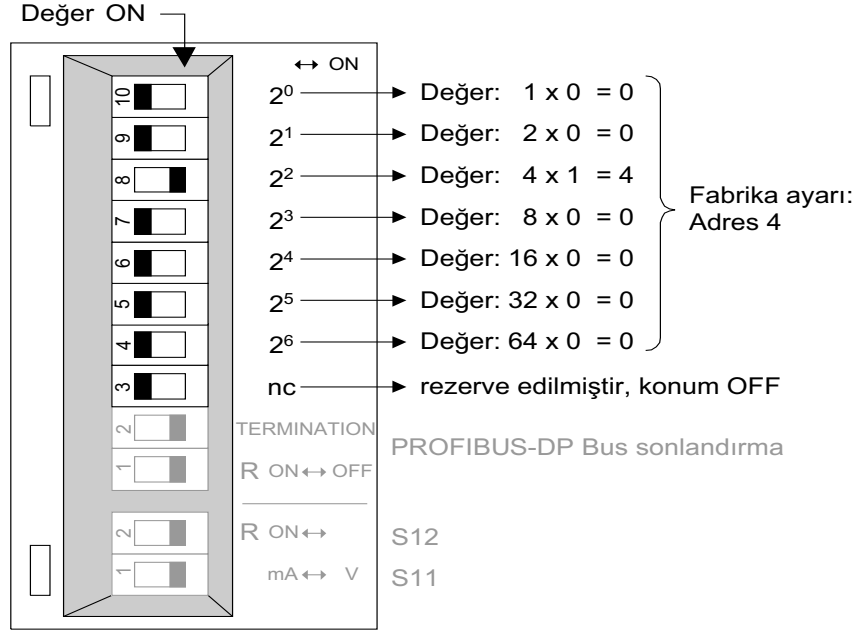 Değer ON
↔ ON
10 2⁰ Değer: 1 x 0 = 0
9 2¹ Değer: 2 x 0 = 0
8 2² Değer: 4 x 1 = 4
7 2³ Değer: 8 x 0 = 0
6 2⁴ Değer: 16 x 0 = 0
5 2⁵ Değer: 32 x 0 = 0
4 2⁶ Değer: 64 x 0 = 0
Fabrika ayarı:
Adres 4
3 nc rezerve edilmiştir, konum OFF
2 TERMINATION
1 R ON ↔ OFF
PROFIBUS-DP Bus sonlandırma
2 R ON ↔ S12
1 mA ↔ V S11